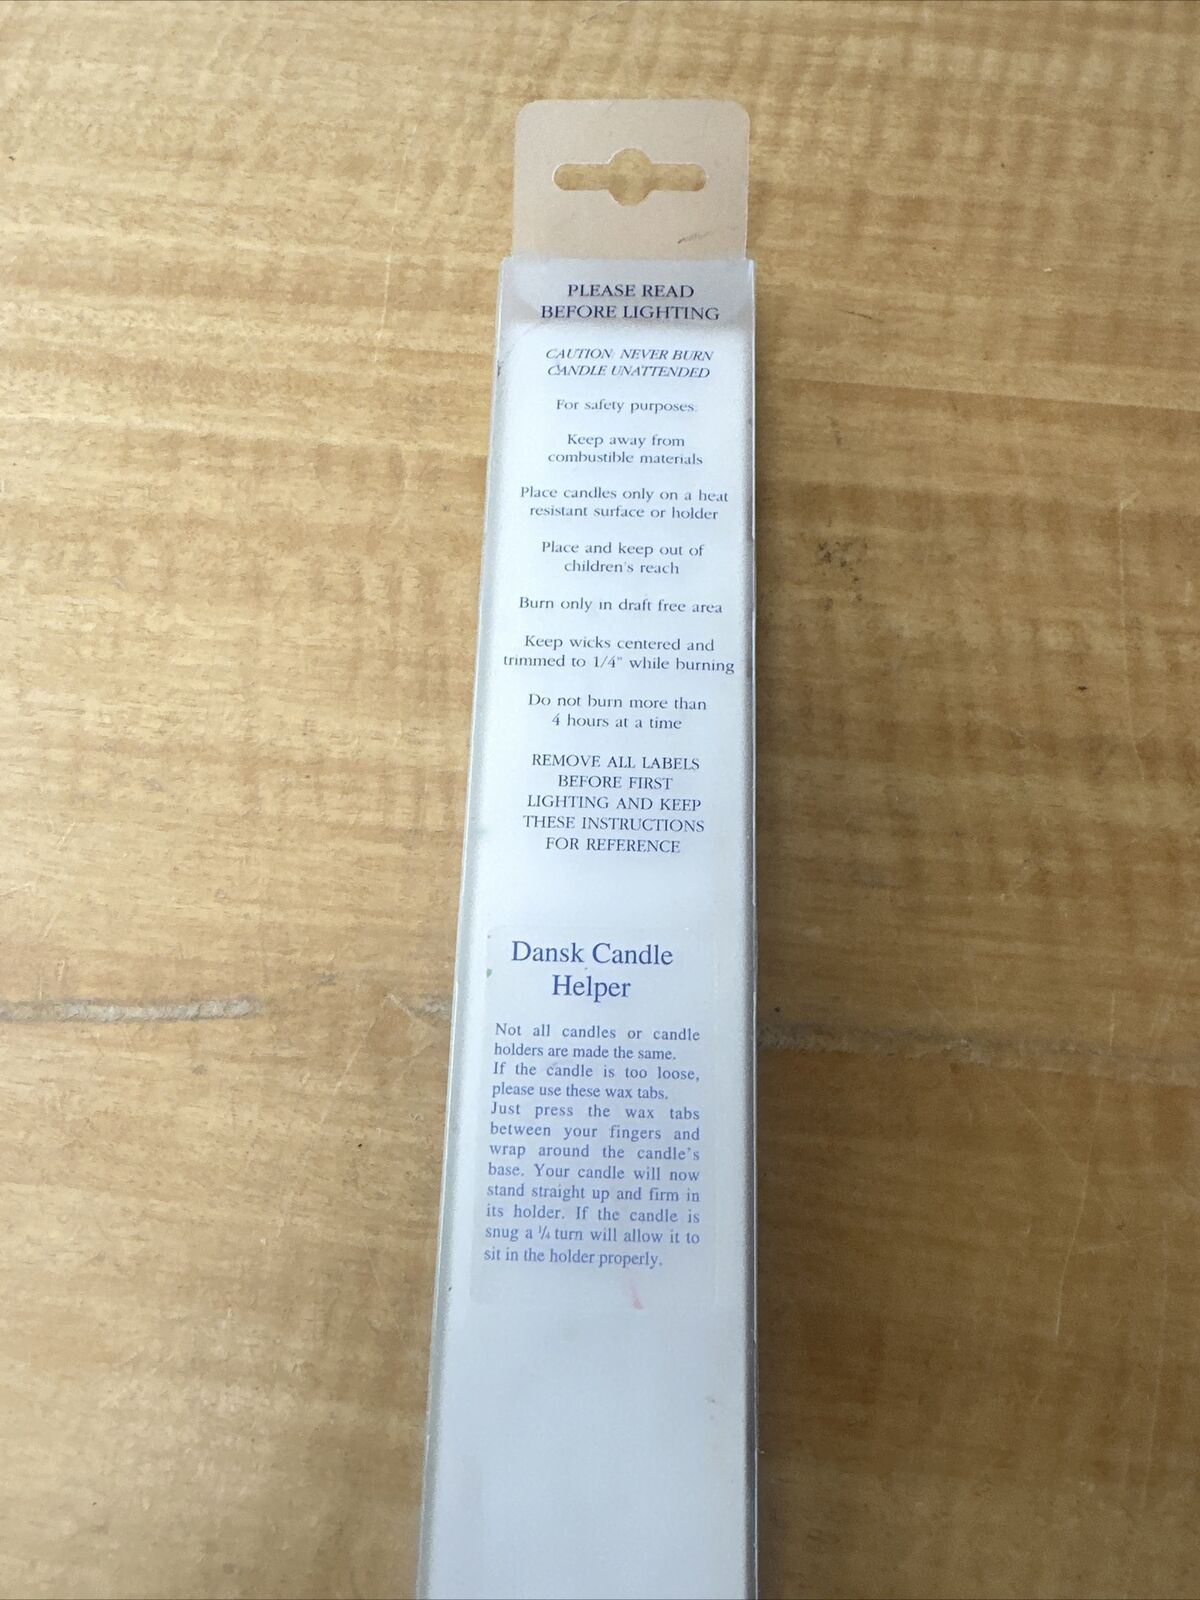 PLEASE READ
BEFORE LIGHTING
CAUTION: NEVER BURN
CANDLE UNATTENDED
For safety purposes:
Keep away from
combustible materials
Place candles only on a heat
resistant surface or holder
Place and keep out of
children's reach
Burn only in draft free area
Keep wicks centered and
trimmed to 1/4" while burning
Do not burn more than
4 hours at a time
REMOVE ALL LABELS
BEFORE FIRST
LIGHTING AND KEEP
THESE INSTRUCTIONS
FOR REFERENCE
Dansk Candle
Helper
Not all candles or candle
holders are made the same.
If the candle is too loose,
please use these wax tabs.
Just press the wax tabs
between your fingers and
wrap around the candle's
base. Your candle will now
stand straight up and firm in
its holder. If the candle is
snug a ¼ turn will allow it to
sit in the holder properly.